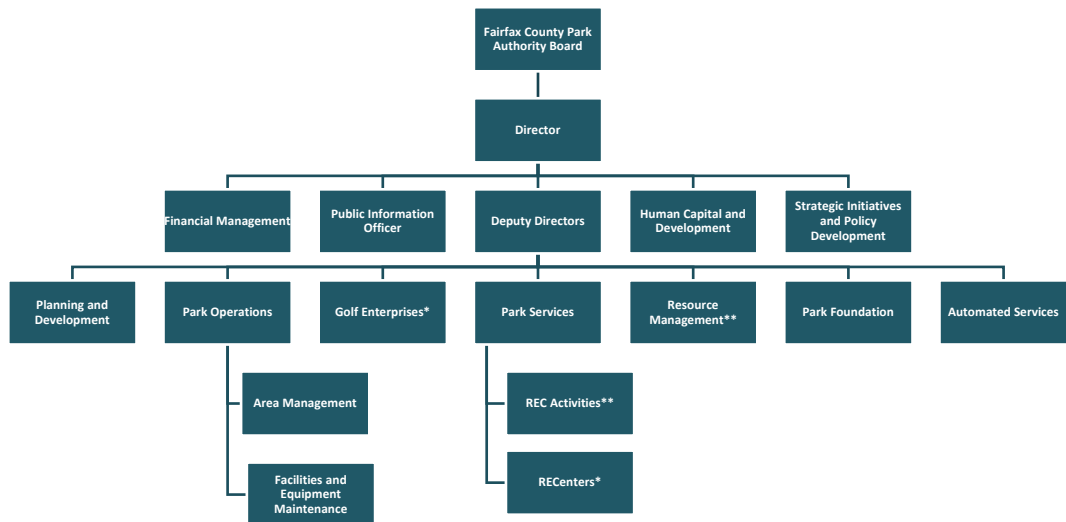 Fairfax County Park
Authority Board
Director
Financial Management
Public Information
Officer
Deputy Directors
Human Capital and
Development
Strategic Initiatives
and Policy
Development
Planning and
Development
Park Operations
Golf Enterprises*
Park Services
Resource
Management**
Park Foundation
Automated Services
Area Management
REC Activities**
Facilities and
Equipment
Maintenance
RECenters*